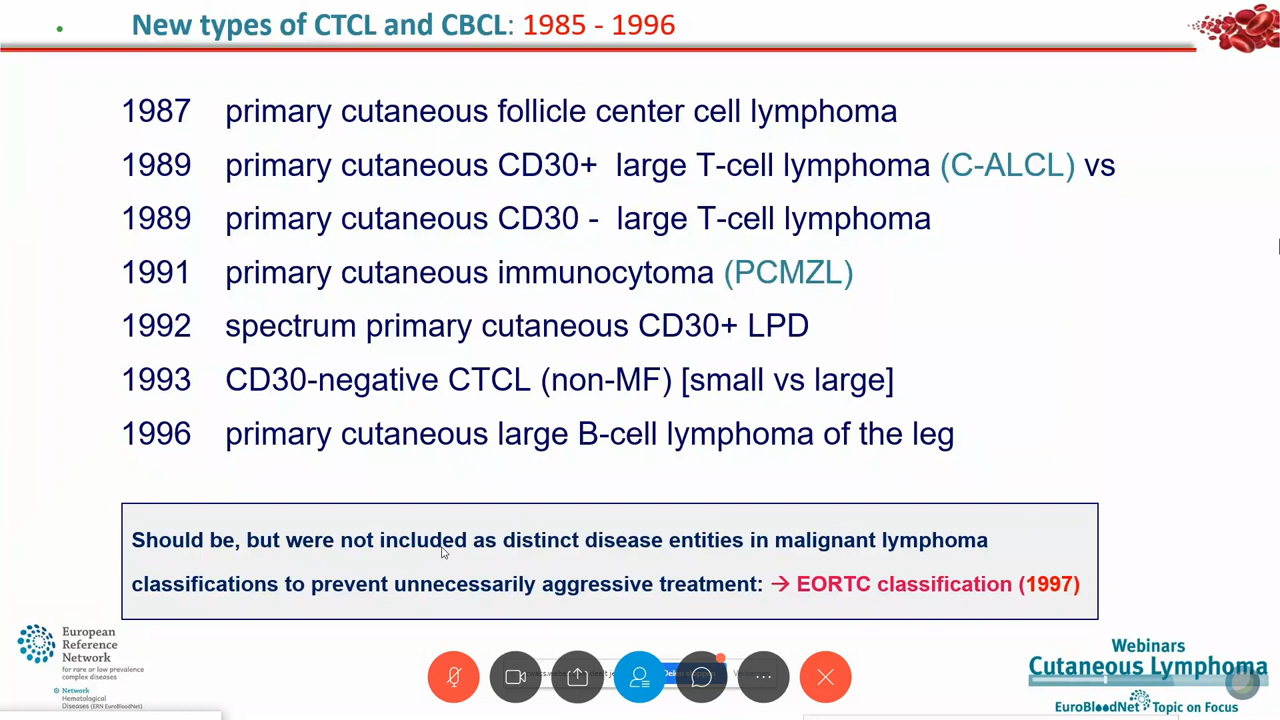 New types of CTCL and CBCL: 1985 - 1996
1987 primary cutaneous follicle center cell lymphoma
1989 primary cutaneous CD30+ large T-cell lymphoma (C-ALCL) vs
1989 primary cutaneous CD30 - large T-cell lymphoma
1991 primary cutaneous immunocytoma (PCMZL)
1992 spectrum primary cutaneous CD30+ LPD
1993 CD30-negative CTCL (non-MF) [small vs large]
1996 primary cutaneous large B-cell lymphoma of the leg
Should be, but were not included as distinct disease entities in malignant lymphoma
classifications to prevent unnecessarily aggressive treatment: → EORTC classification (1997)
European
Reference
Network
for rare or low prevalence
complex diseases
Network
Hematological
Diseases (ERN EuroBloodNet)
Webinars
Cutaneous Lymphoma
EuroBloodNet Topic on Focus